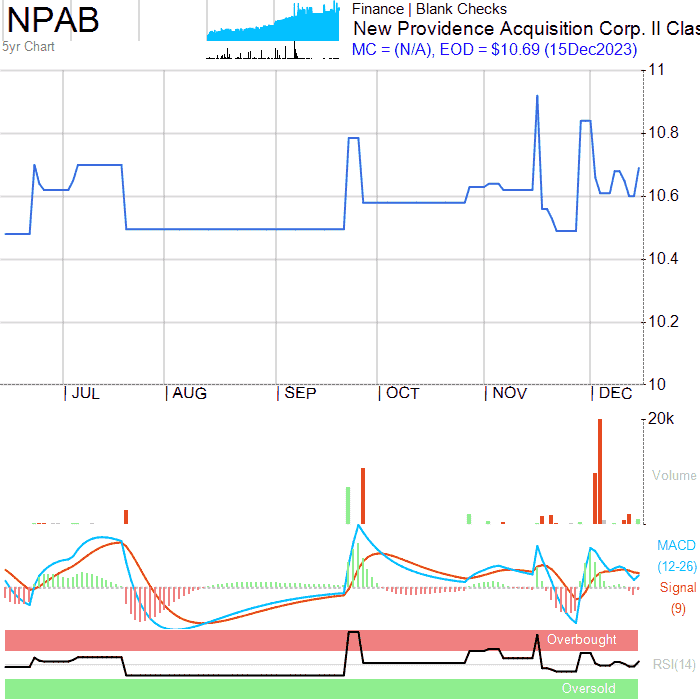 NPAB
5yr Chart
Finance | Blank Checks
New Providence Acquisition Corp. II Clas
MC = (N/A), EOD = $10.69 (15Dec2023)
11
10.8
10.6
10.4
10.2
10
| JUL | AUG | SEP | OCT | NOV | DEC
20k
Volume
MACD
(12-26)
Signal
(9)
Overbought
RSI(14)
Oversold